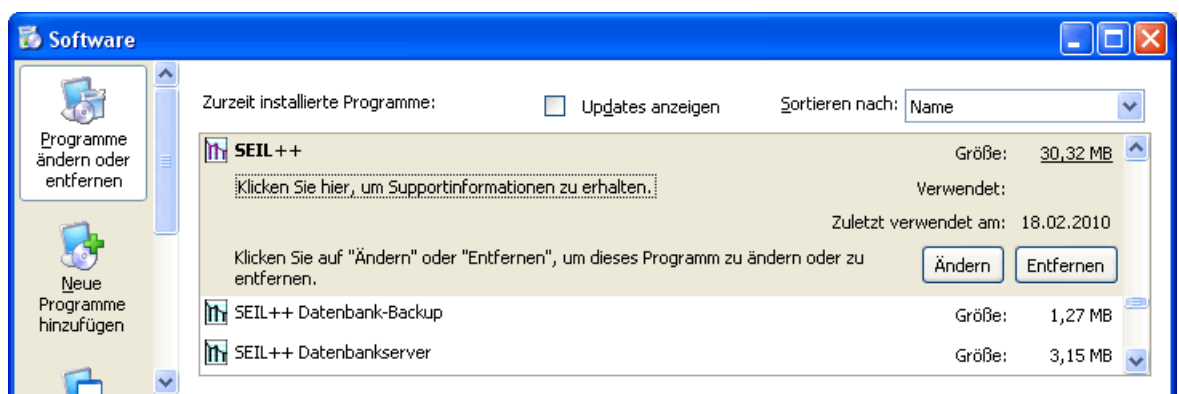 Software
Programme
ändern oder
entfernen
Neue
Programme
hinzufügen
Zurzeit installierte Programme:
Updates anzeigen
Sortieren nach: Name
SEIL++
Größe: 30,32 MB
Klicken Sie hier, um Supportinformationen zu erhalten.
Verwendet:
Zuletzt verwendet am: 18.02.2010
Klicken Sie auf "Ändern" oder "Entfernen", um dieses Programm zu ändern oder zu
entfernen.
Ändern Entfernen
SEIL++ Datenbank-Backup Größe: 1,27 MB
SEIL++ Datenbankserver Größe: 3,15 MB